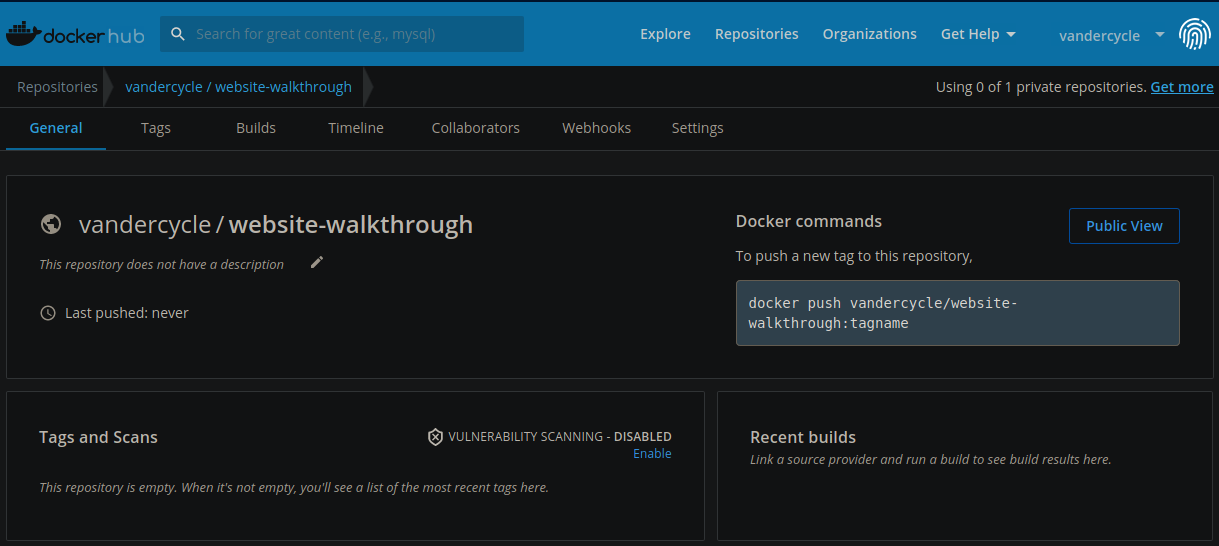 docker hub
Search for great content (e.g., mysql)
Explore
Repositories
Organizations
Get Help
vandercycle
Repositories
vandercycle / website-walkthrough
Using 0 of 1 private repositories. Get more
General
Tags
Builds
Timeline
Collaborators
Webhooks
Settings
vandercycle / website-walkthrough
This repository does not have a description
Last pushed: never
Docker commands
Public View
To push a new tag to this repository,
docker push vandercycle/website-
walkthrough:tagname
Tags and Scans
VULNERABILITY SCANNING - DISABLED
Enable
This repository is empty. When it's not empty, you'll see a list of the most recent tags here.
Recent builds
Link a source provider and run a build to see build results here.